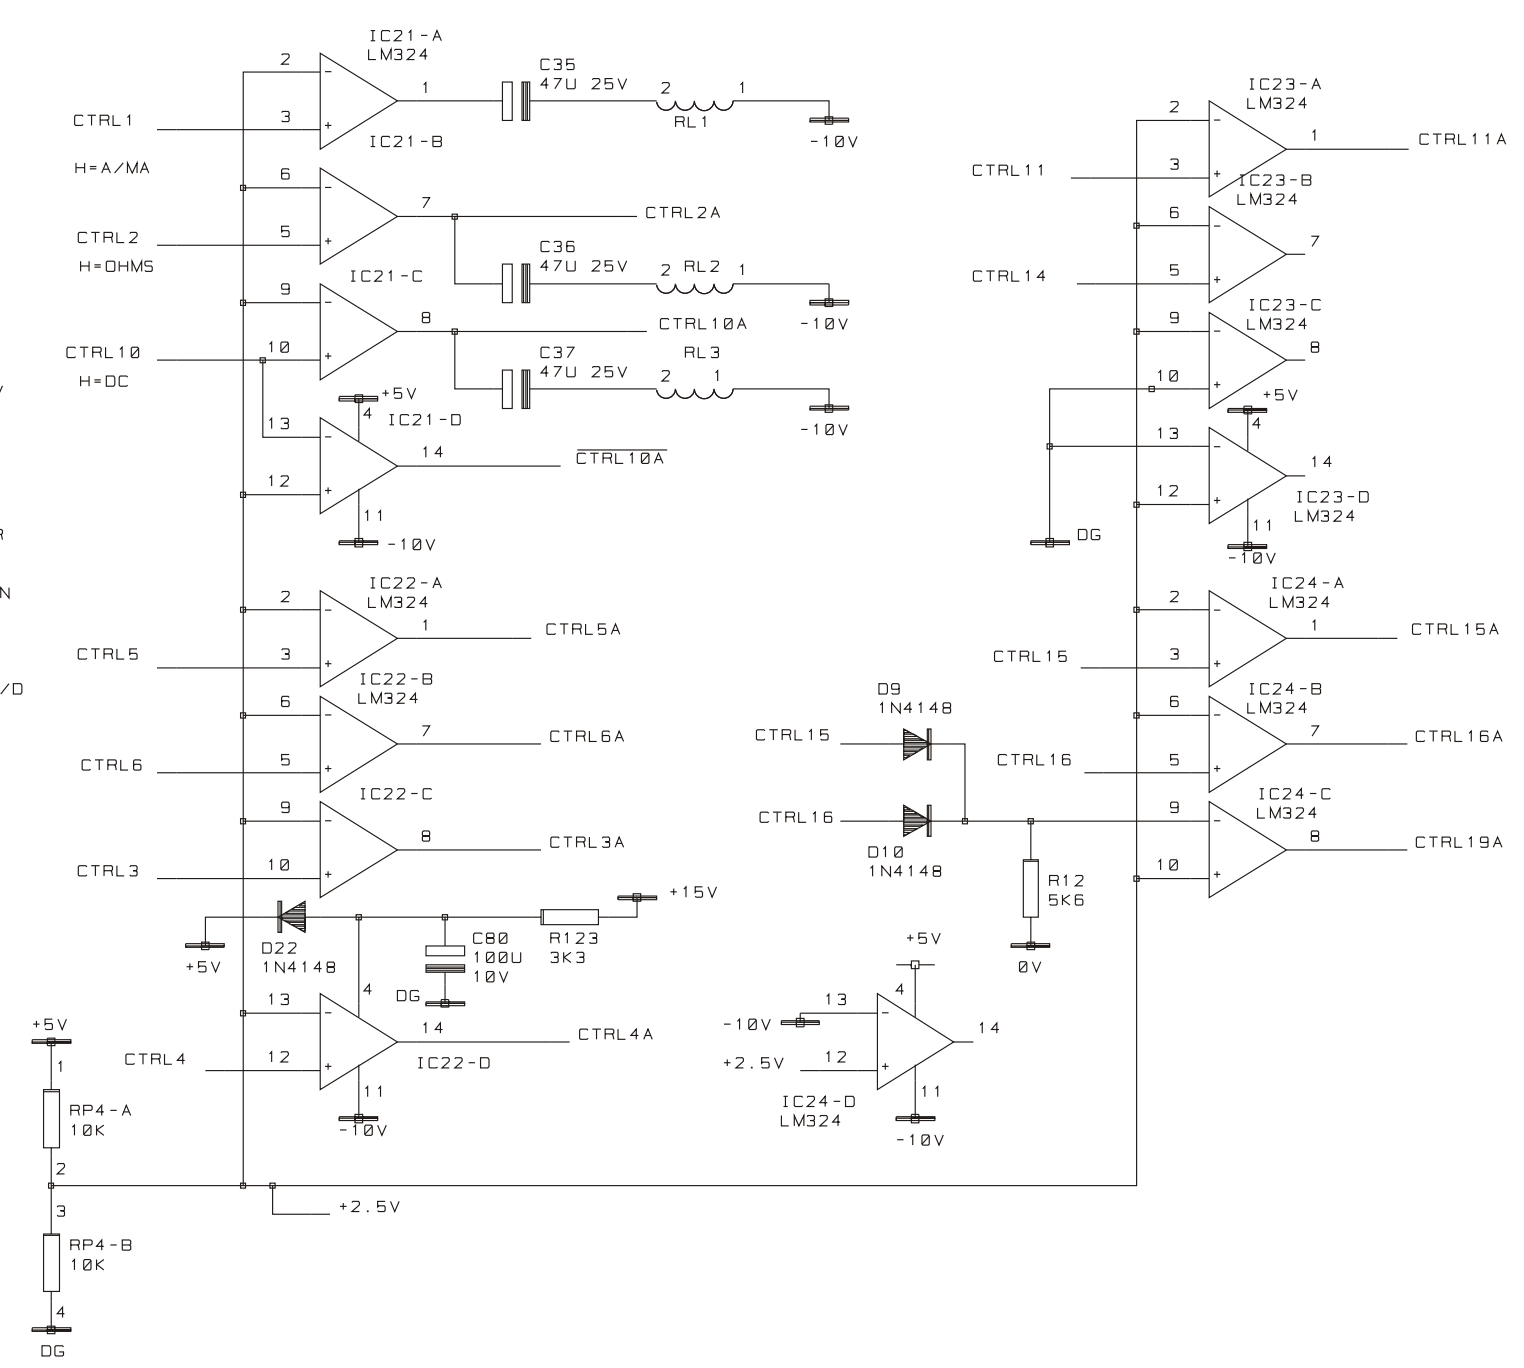 IC21-A
LM324
2
1
CTRL1
3
H=A/MA
C35
47U 25V
2
1
RL1
-10V
IC21-B
6
7
CTRL2A
CTRL2
5
H=OHMS
C36
47U 25V
2 RL2 1
-10V
IC21-C
9
8
CTRL10A
CTRL10
10
H=DC
C37
47U 25V
RL3
2
1
-10V
+5V
4
IC21-D
13
14
CTRL10A
12
11
-10V
V
R
N
/D
IC22-A
LM324
2
1
CTRL5A
CTRL5
3
IC22-B
LM324
6
7
CTRL6A
CTRL6
5
IC22-C
9
8
CTRL3A
CTRL3
10
+15V
D22
1N4148
+5V
C80
100U
10V
DG
R123
3K3
4
13
14
CTRL4A
CTRL4
12
IC22-D
11
-10V
+5V
1
RP4-A
10K
2
3
+2.5V
RP4-B
10K
4
DG
IC23-A
LM324
2
1
CTRL11A
CTRL11
3
IC23-B
LM324
6
7
CTRL14
5
IC23-C
LM324
9
8
10
+5V
4
13
14
IC23-D
LM324
12
11
DG
-10V
IC24-A
LM324
2
1
CTRL15A
CTRL15
3
IC24-B
LM324
6
7
CTRL16A
CTRL16
5
D9
1N4148
CTRL15
CTRL16
D10
1N4148
IC24-C
LM324
9
8
CTRL19A
10
R12
5K6
0V
+5V
4
13
-10V
14
+2.5V
12
11
IC24-D
LM324
-10V